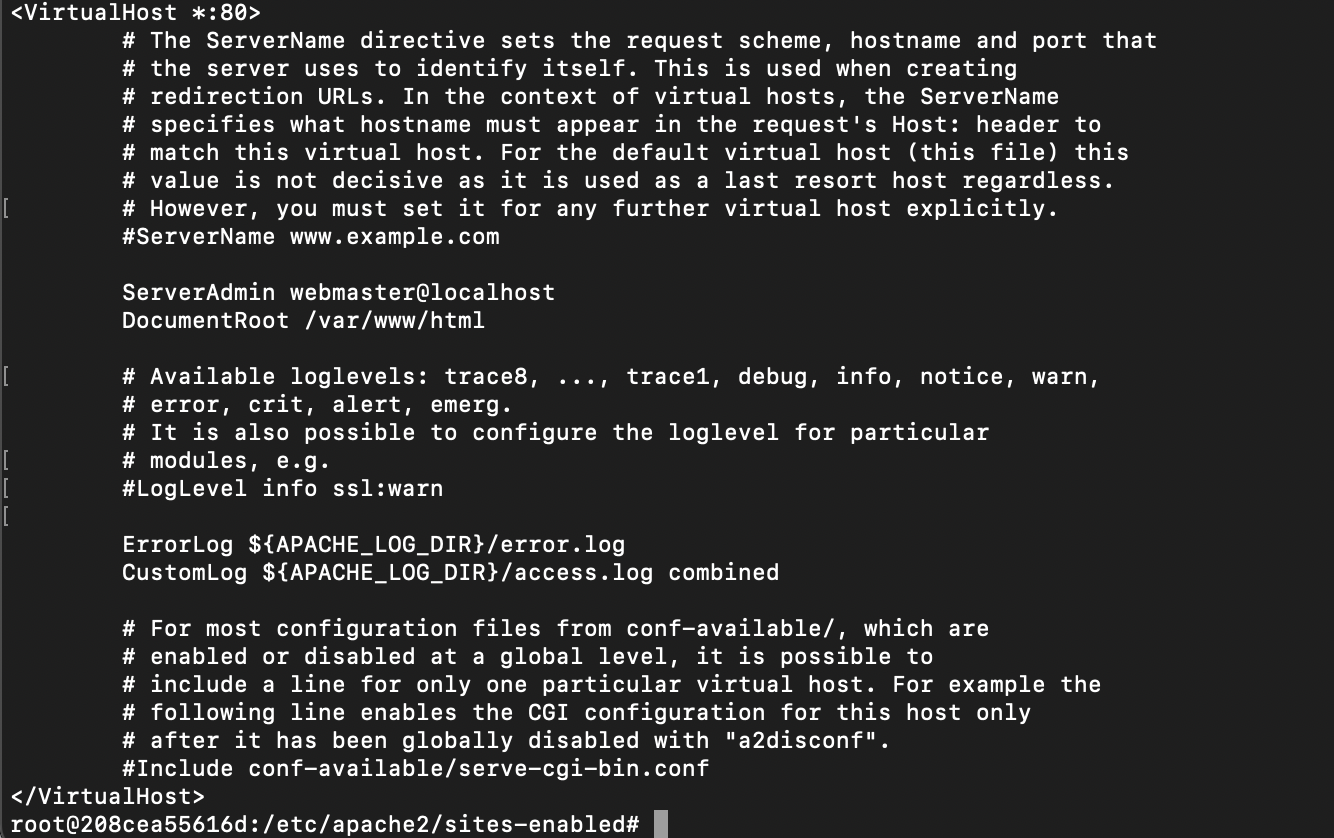 <VirtualHost *:80>
# The ServerName directive sets the request scheme, hostname and port that
# the server uses to identify itself. This is used when creating
# redirection URLs. In the context of virtual hosts, the ServerName
# specifies what hostname must appear in the request's Host: header to
# match this virtual host. For the default virtual host (this file) this
# value is not decisive as it is used as a last resort host regardless.
# However, you must set it for any further virtual host explicitly.
#ServerName www.example.com

ServerAdmin webmaster@localhost
DocumentRoot /var/www/html

# Available loglevels: trace8, ..., trace1, debug, info, notice, warn,
# error, crit, alert, emerg.
# It is also possible to configure the loglevel for particular
# modules, e.g.
#LogLevel info ssl:warn

ErrorLog ${APACHE_LOG_DIR}/error.log
CustomLog ${APACHE_LOG_DIR}/access.log combined

# For most configuration files from conf-available/, which are
# enabled or disabled at a global level, it is possible to
# include a line for only one particular virtual host. For example the
# following line enables the CGI configuration for this host only
# after it has been globally disabled with "a2disconf".
#Include conf-available/serve-cgi-bin.conf
</VirtualHost>
root@208cea55616d:/etc/apache2/sites-enabled#